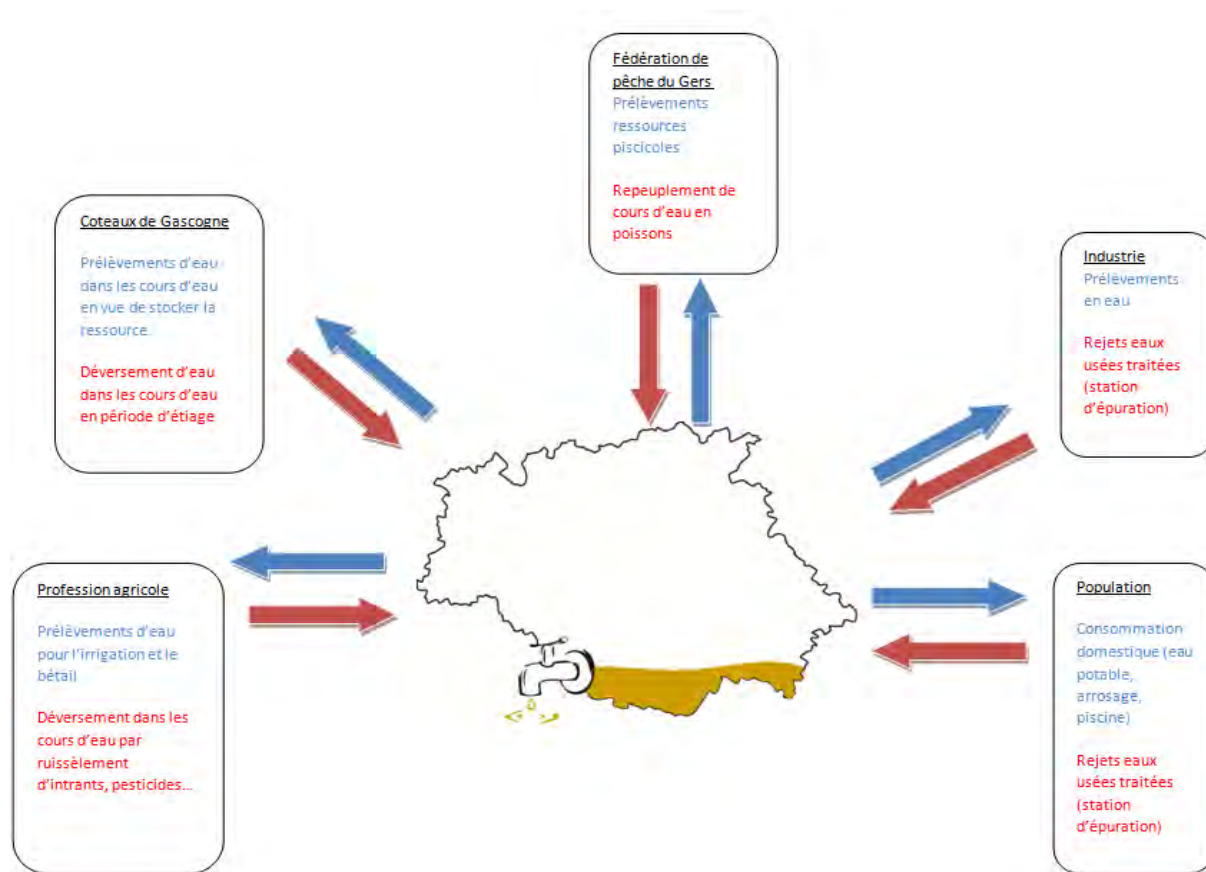 Fédération de
pêche du Gers
Prélèvements
ressources
piscicoles
Repeuplement de
cours d'eau en
poissons
Coteaux de Gascogne
Prélèvements d'eau
dans les cours d'eau
en vue de stocker la
ressource.
Déversement d'eau
dans les cours d'eau
en période d'étiage
Industrie
Prélèvements
en eau
Rejets eaux
usées traitées
(station
d'épuration)
Profession agricole
Prélèvements d'eau
pour l'irrigation et le
bétail
Déversement dans les
cours d'eau par
ruissèlement
d'intrants, pesticides...
Population
Consommation
domestique (eau
potable,
arrosage,
piscine)
Rejets eaux
usées traitées
(station
d'épuration)